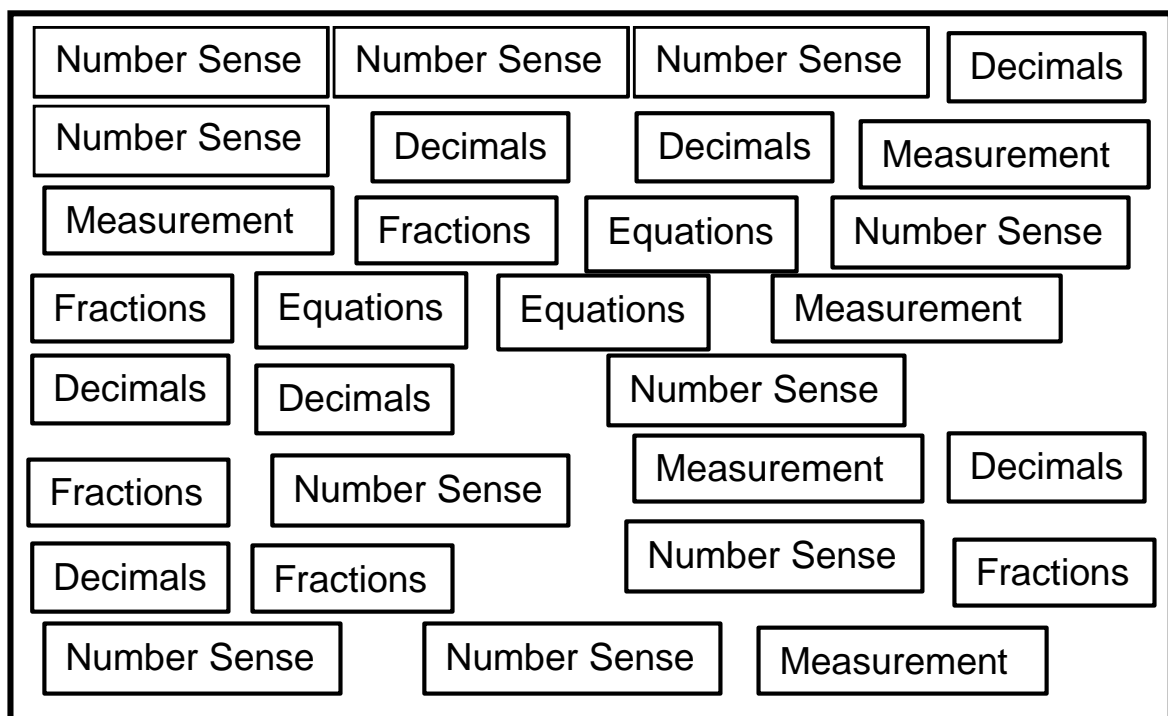 Number Sense Number Sense Number Sense Decimals
Number Sense Decimals Decimals Measurement
Measurement Fractions Equations Number Sense
Fractions Equations Equations Measurement
Decimals Decimals Number Sense
Measurement Decimals
Fractions Number Sense
Number Sense Fractions
Decimals Fractions
Number Sense Number Sense Measurement